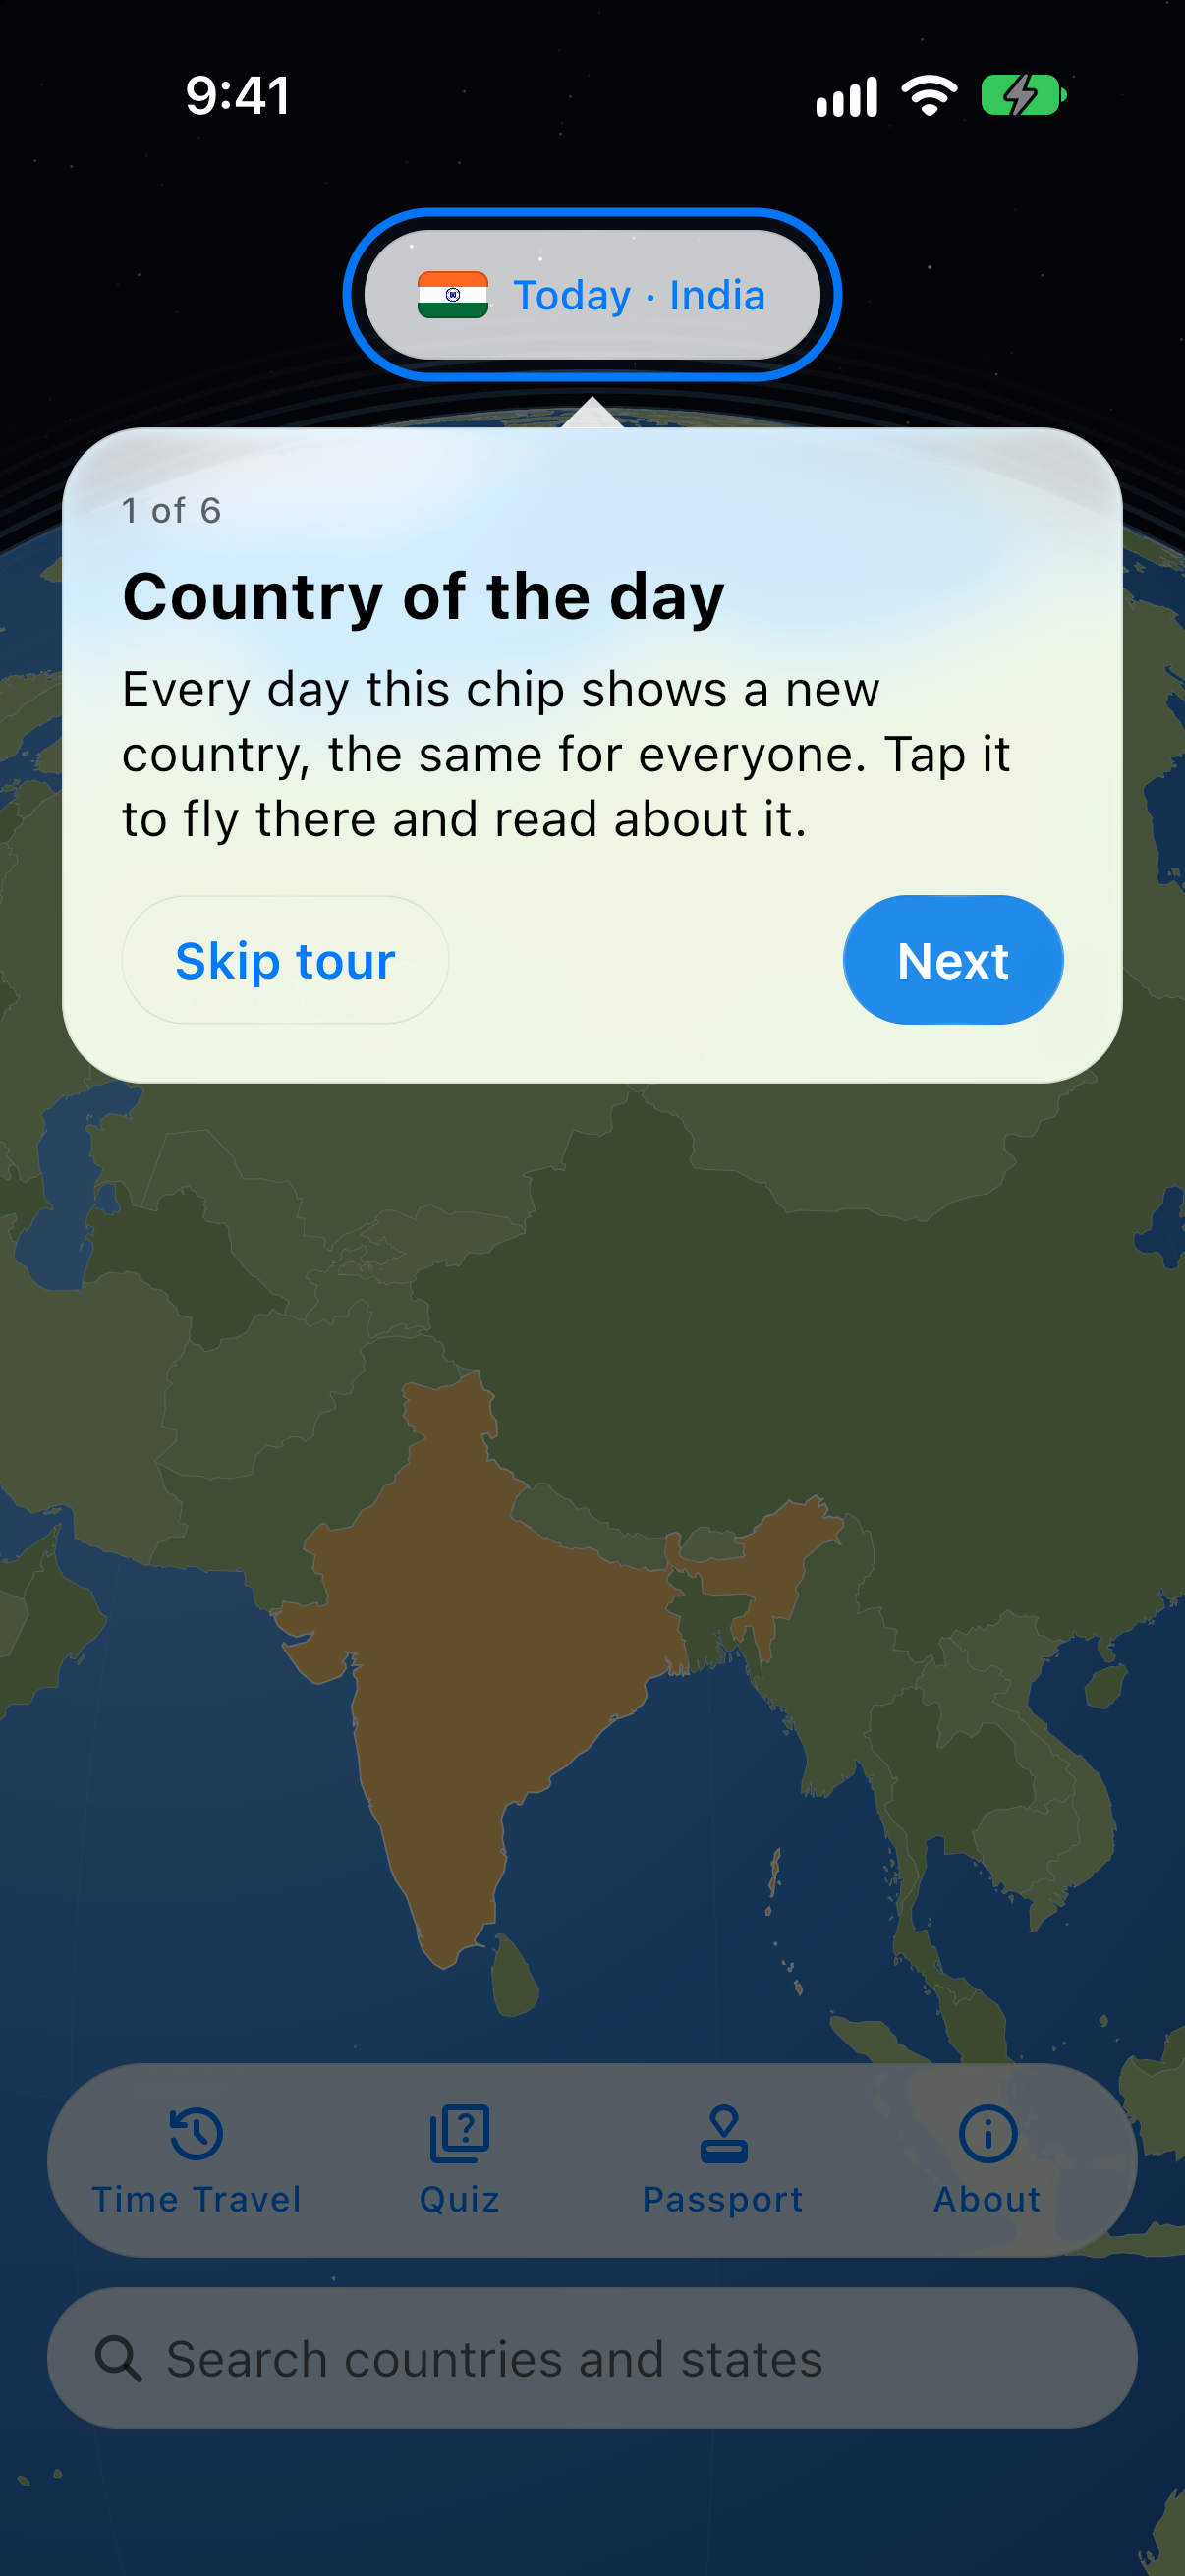 9:41
Today · India
1 of 6
Country of the day
Every day this chip shows a new
country, the same for everyone. Tap it
to fly there and read about it.
Skip tour
Next
Time Travel
Quiz
Passport
About
Search countries and states